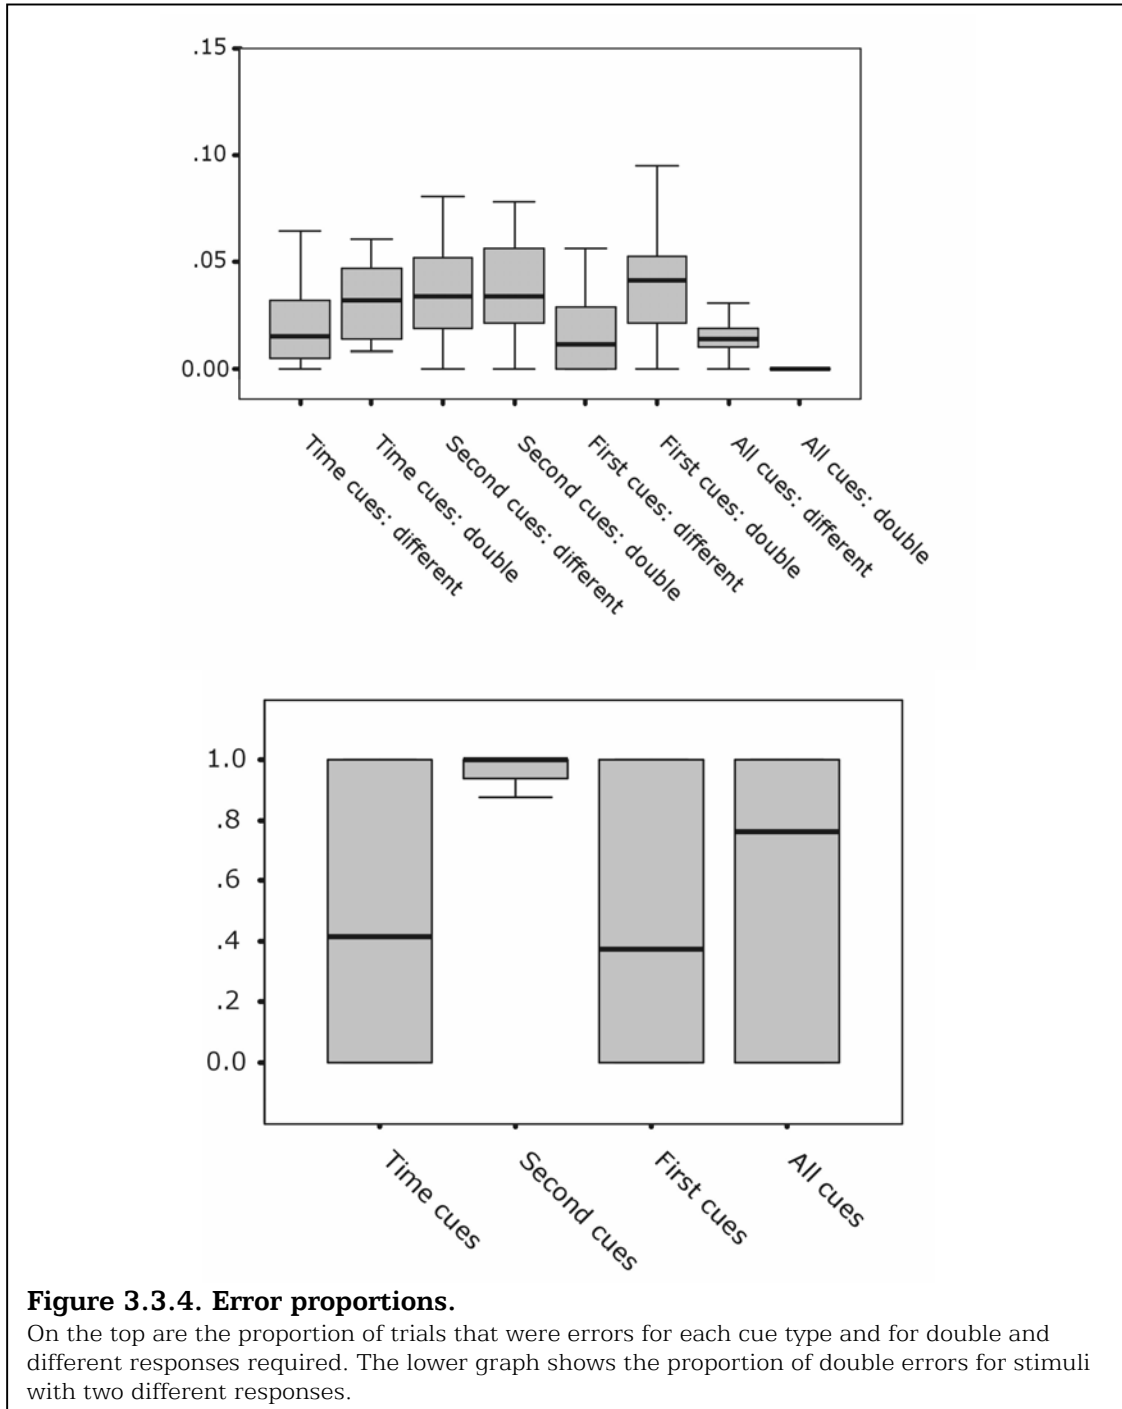 .15
.10
.05
0.00
Time cues: different
Time cues: double
Second cues: different
Second cues: double
First cues: different
First cues: double
All cues: different
All cues: double
1.0
.8
.6
.4
.2
0.0
Time cues
Second cues
First cues
All cues
Figure 3.3.4. Error proportions.
On the top are the proportion of trials that were errors for each cue type and for double and
different responses required. The lower graph shows the proportion of double errors for stimuli
with two different responses.